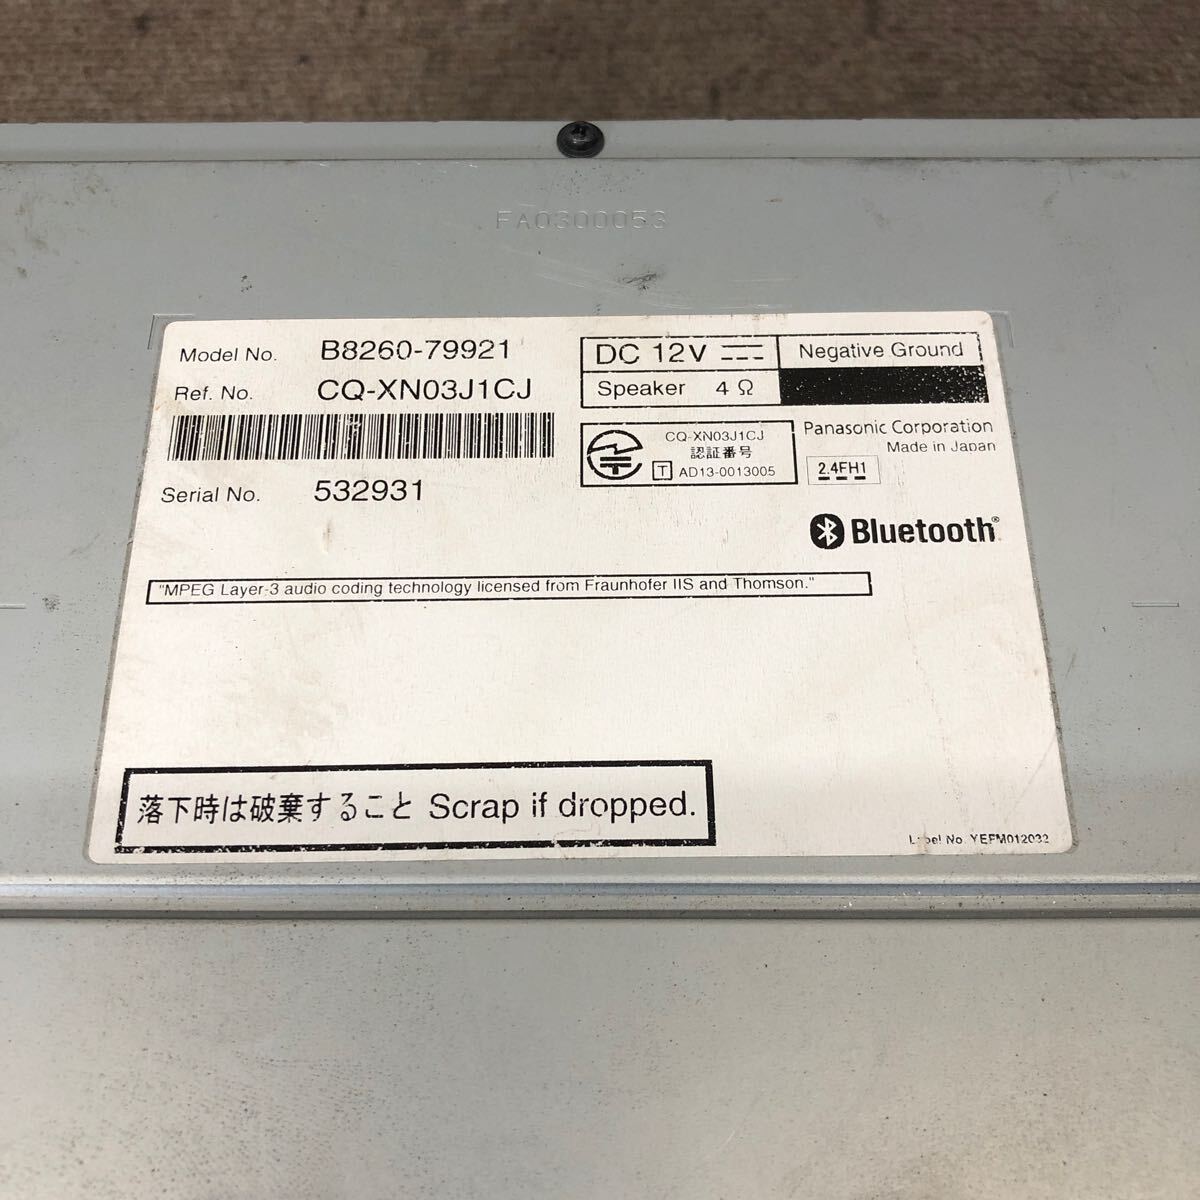 FA0300053
Model No. B8260-79921
Ref. No. CQ-XN03J1CJ
Serial No. 532931
DC 12V
Negative Ground
Speaker 4 Ω
CQ-XN03J1CJ
認証番号
T AD13-0013005
Panasonic Corporation
Made in Japan
2.4FH1
Bluetooth®
"MPEG Layer-3 audio coding technology licensed from Fraunhofer IIS and Thomson."
落下時は破棄すること Scrap if dropped.
Label No. YEFM012032